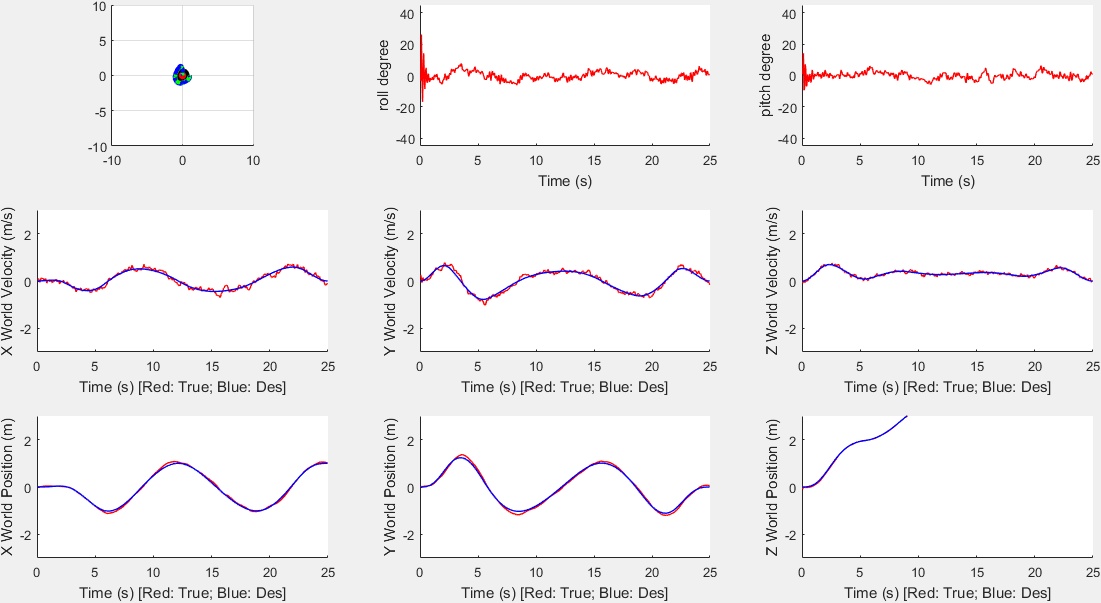 10
5
0
-5
-10
-10 0 10
roll degree
40
20
0
-20
-40
0 5 10 15 20 25
Time (s)
pitch degree
40
20
0
-20
-40
0 5 10 15 20 25
Time (s)
X World Velocity (m/s)
2
0
-2
0 5 10 15 20 25
Time (s) [Red: True; Blue: Des]
Y World Velocity (m/s)
2
0
-2
0 5 10 15 20 25
Time (s) [Red: True; Blue: Des]
Z World Velocity (m/s)
2
0
-2
0 5 10 15 20 25
Time (s) [Red: True; Blue: Des]
X World Position (m)
2
0
-2
0 5 10 15 20 25
Time (s) [Red: True; Blue: Des]
Y World Position (m)
2
0
-2
0 5 10 15 20 25
Time (s) [Red: True; Blue: Des]
Z World Position (m)
2
0
-2
0 5 10 15 20 25
Time (s) [Red: True; Blue: Des]